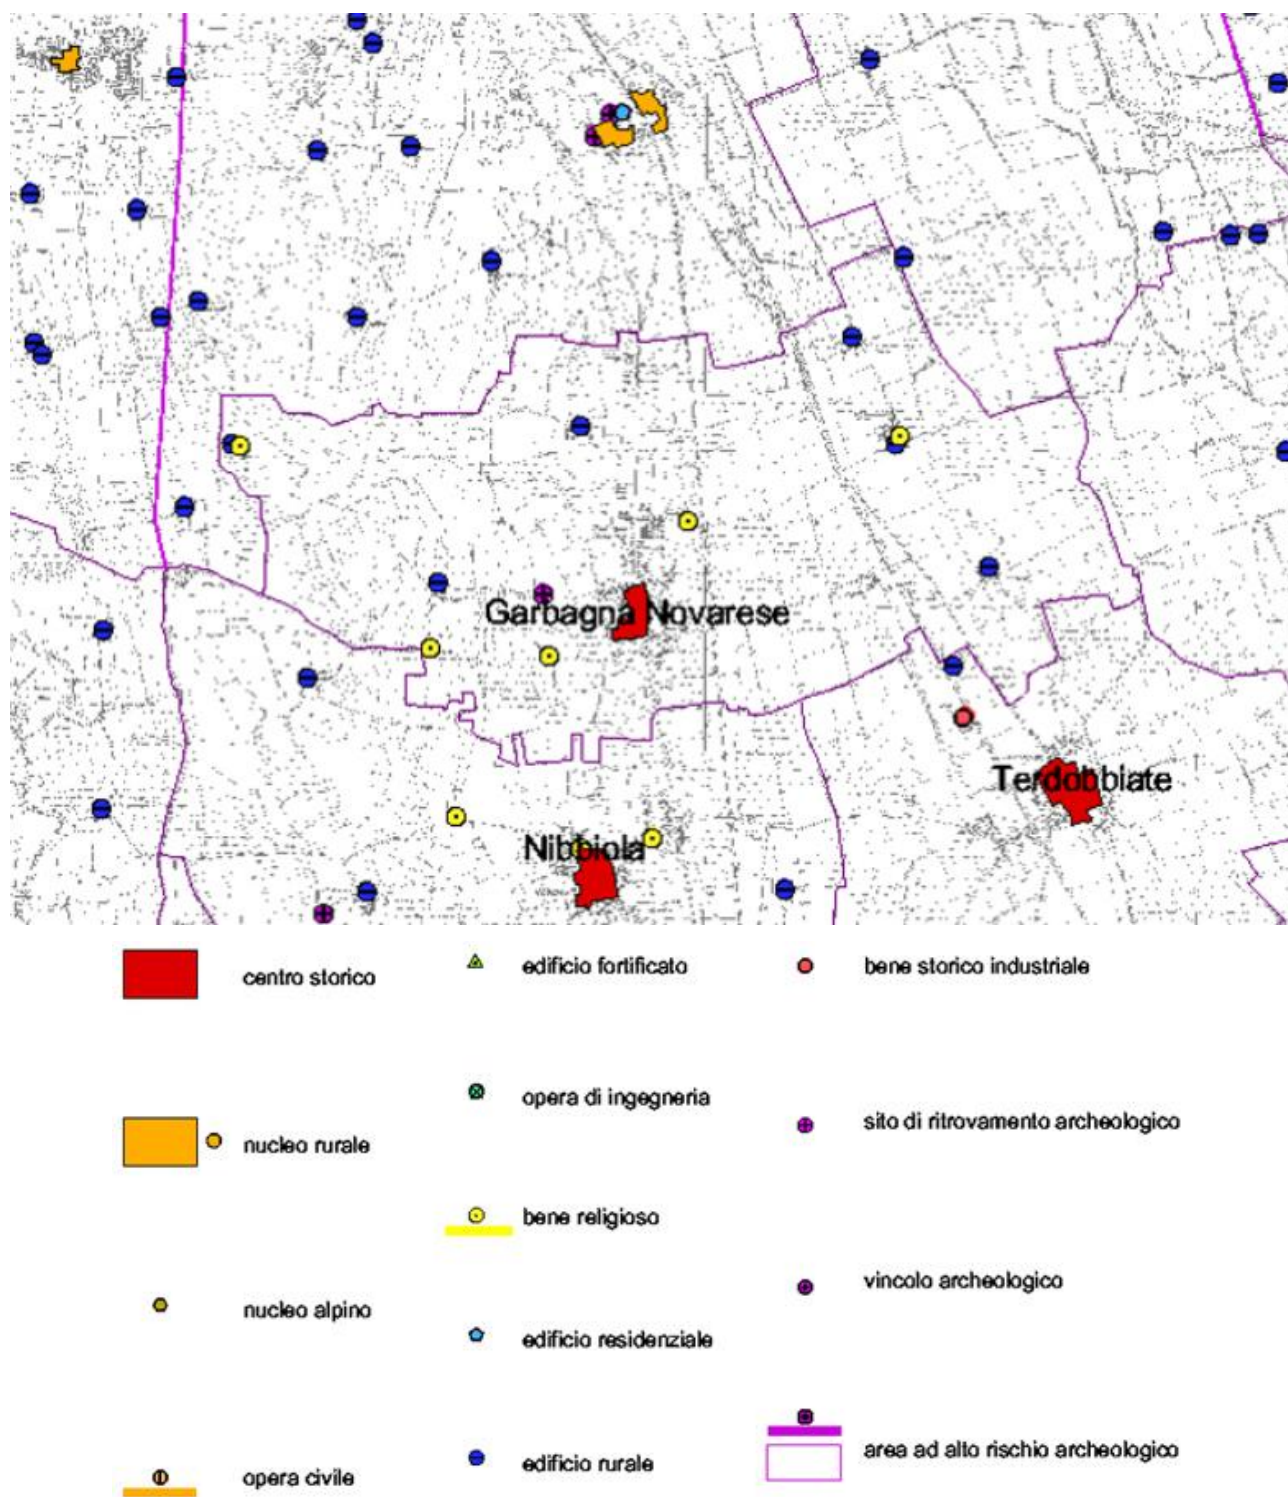 Garbagna Novarese
Terdobbiate
Nibbiola
centro storico
edificio fortificato
bene storico industriale
opera di ingegneria
sito di ritrovamento archeologico
nucleo rurale
bene religioso
vincolo archeologico
nucleo alpino
edificio residenziale
area ad alto rischio archeologico
edificio rurale
opera civile